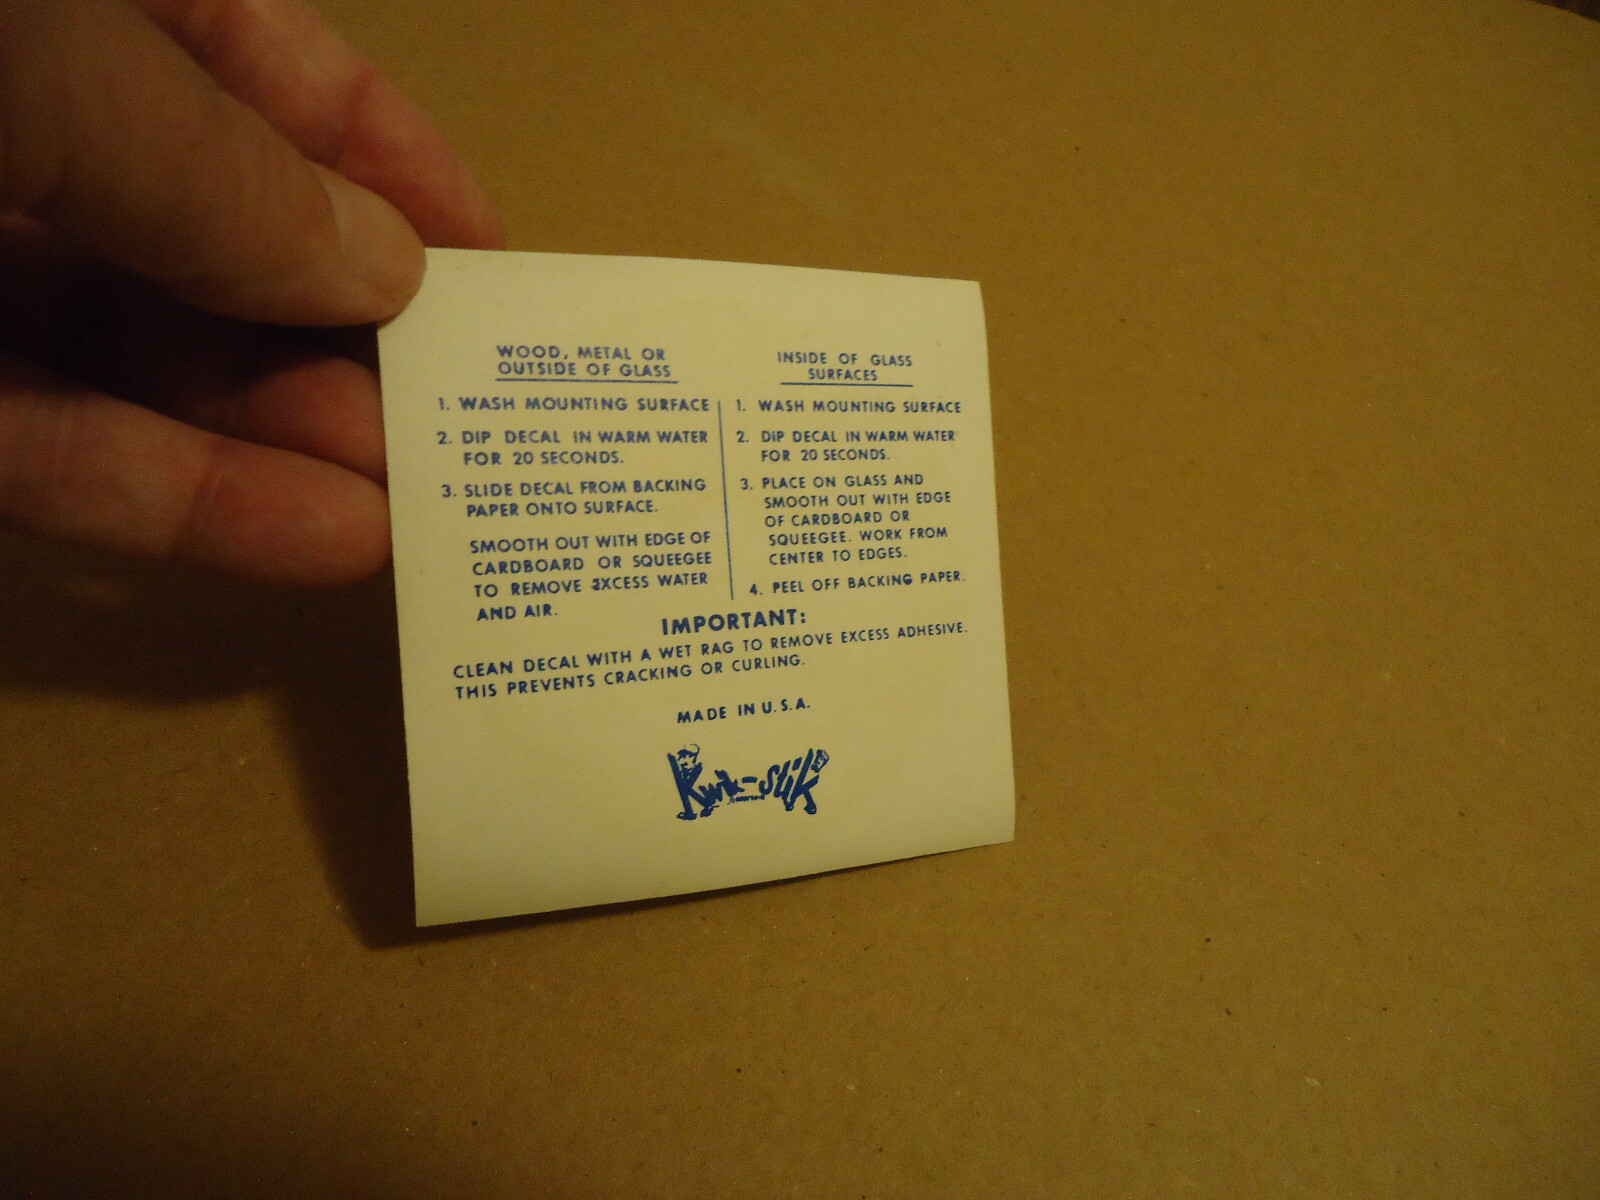 WOOD, METAL OR
OUTSIDE OF GLASS
1. WASH MOUNTING SURFACE
2. DIP DECAL IN WARM WATER
FOR 20 SECONDS.
3. SLIDE DECAL FROM BACKING
PAPER ONTO SURFACE.
SMOOTH OUT WITH EDGE OF
CARDBOARD OR SQUEEGEE
TO REMOVE EXCESS WATER
AND AIR.
INSIDE OF GLASS
SURFACES
1. WASH MOUNTING SURFACE
2. DIP DECAL IN WARM WATER
FOR 20 SECONDS.
3. PLACE ON GLASS AND
SMOOTH OUT WITH EDGE
OF CARDBOARD OR
SQUEEGEE. WORK FROM
CENTER TO EDGES.
4. PEEL OFF BACKING PAPER.
IMPORTANT:
CLEAN DECAL WITH A WET RAG TO REMOVE EXCESS ADHESIVE.
THIS PREVENTS CRACKING OR CURLING.
MADE IN U.S.A.
Kwik-Stik